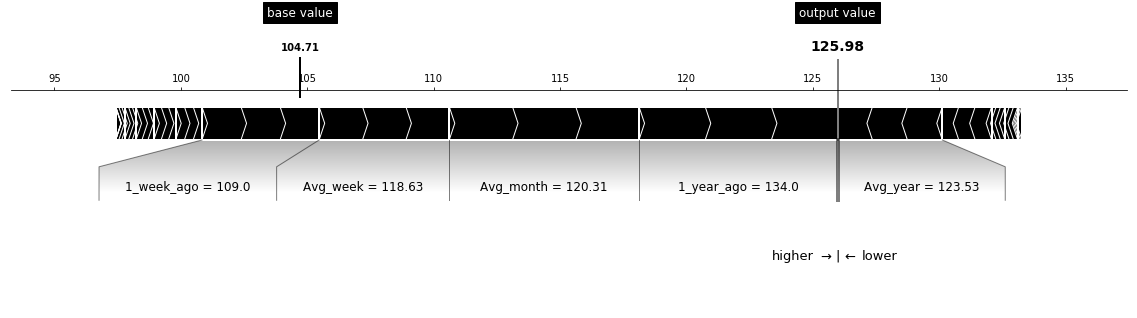 base value output value
104.71 125.98
95 100 105 110 115 120 125 130 135
1_week_ago = 109.0 Avg_week = 118.63 Avg_month = 120.31 1_year_ago = 134.0 Avg_year = 123.53
higher → | ← lower